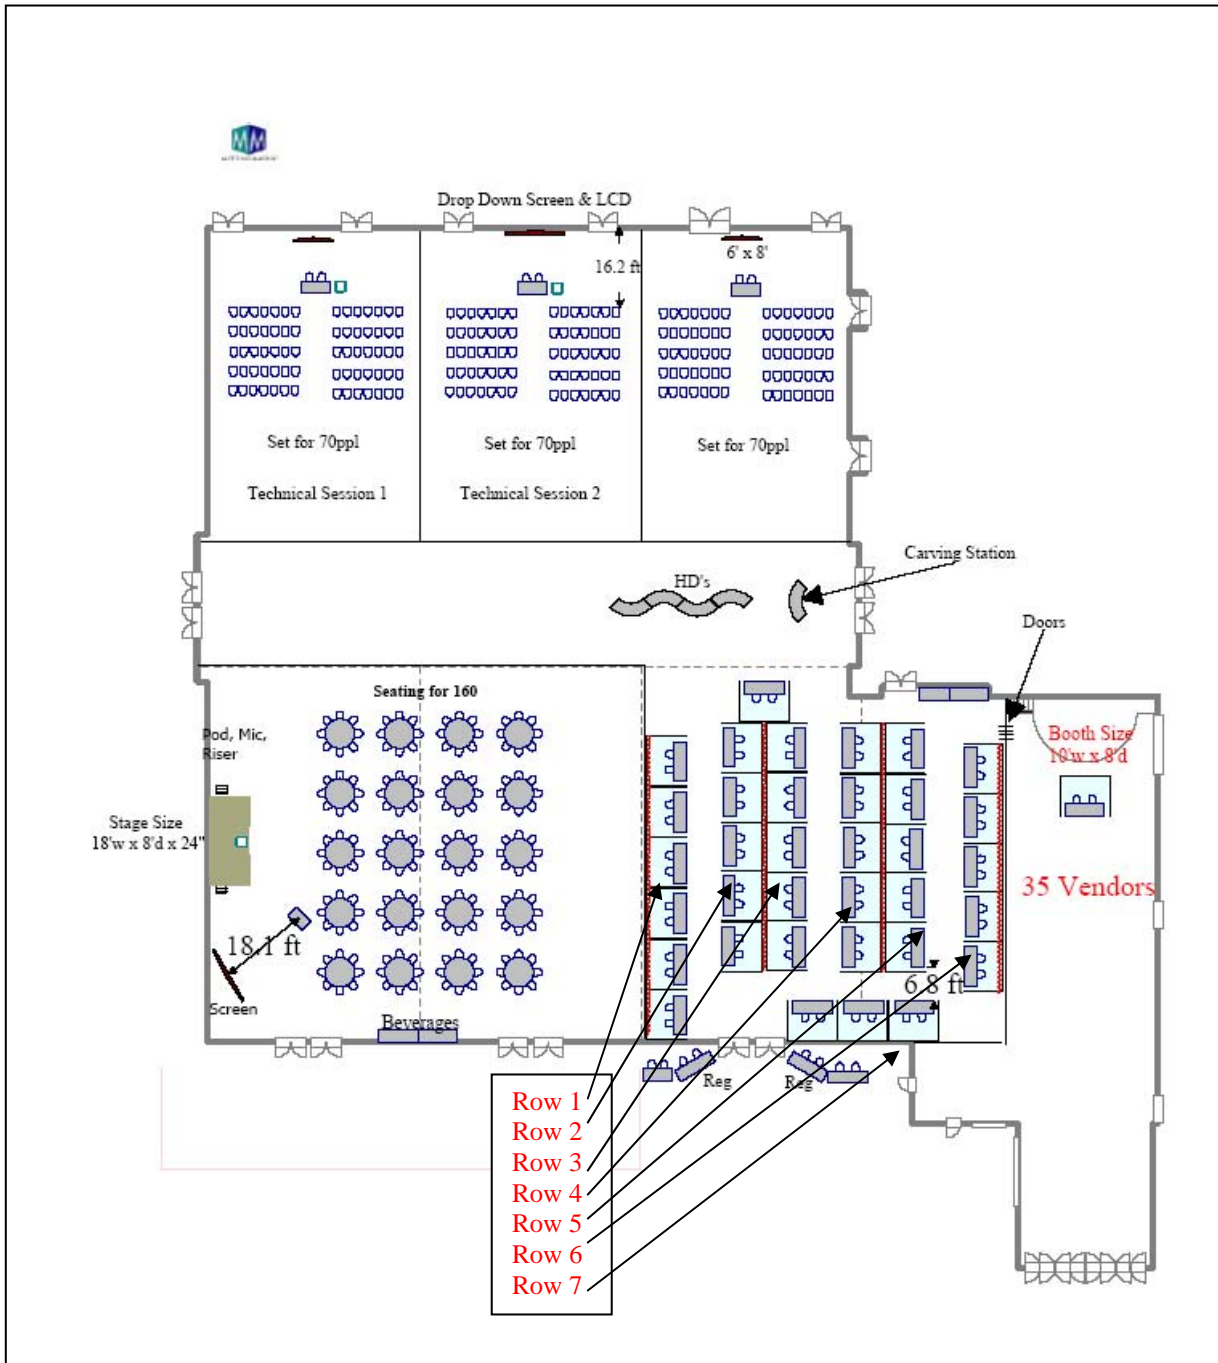 Drop Down Screen & LCD
16.2 ft
6' x 8'
Set for 70ppl
Set for 70ppl
Set for 70ppl
Technical Session 1
Technical Session 2
Carving Station
HD's
Doors
Seating for 160
Pod, Mic,
Riser
Booth Size
10'w x 8'd
Stage Size
18'w x 8'd x 24"
35 Vendors
18.1 ft
6.8 ft
Screen
Beverages
Reg
Reg
Row 1
Row 2
Row 3
Row 4
Row 5
Row 6
Row 7